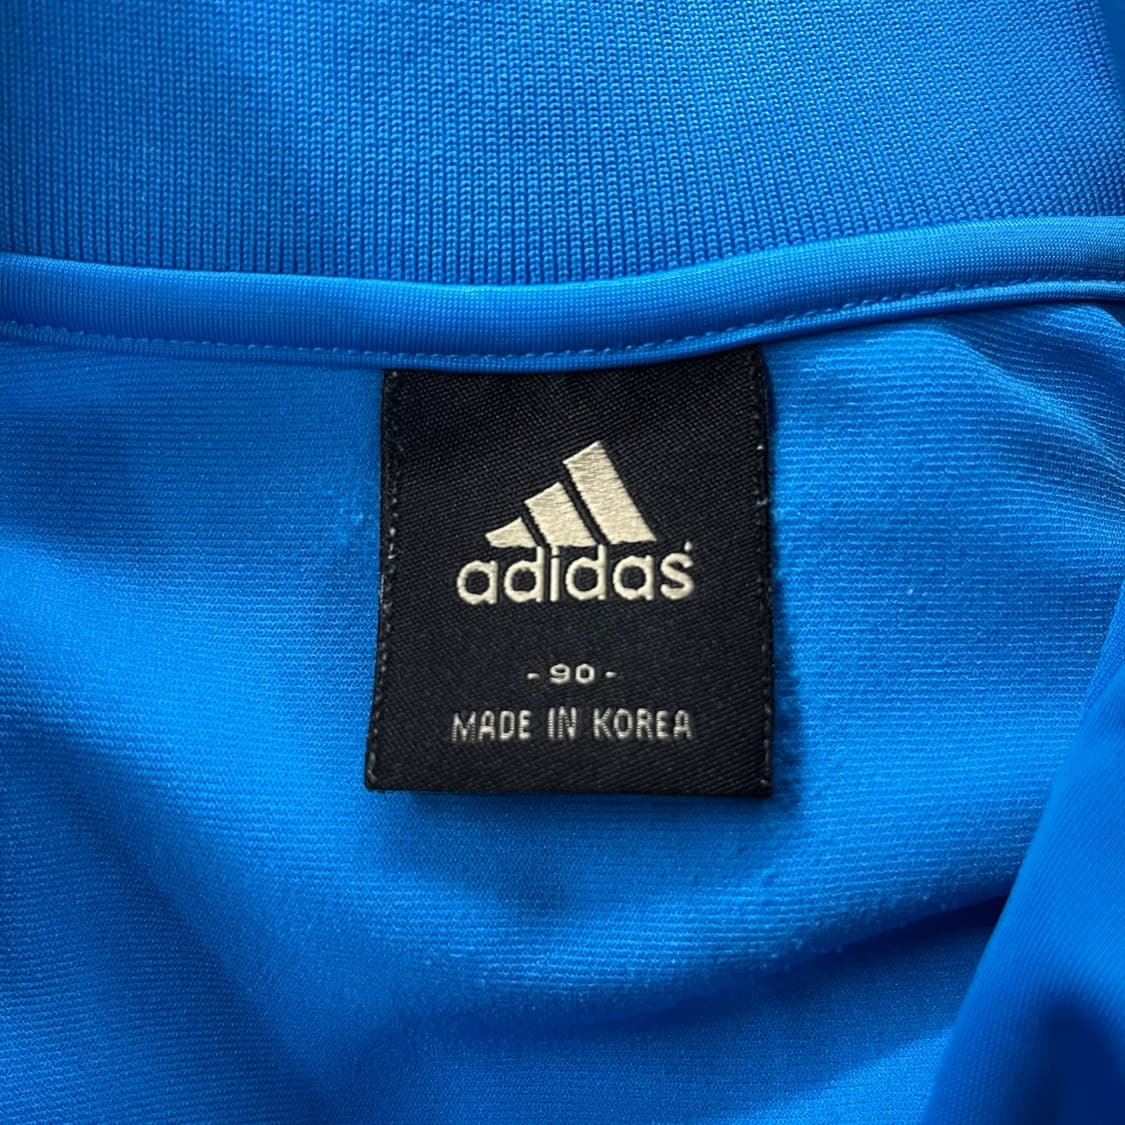 adidas
- 90 -
MADE IN KOREA